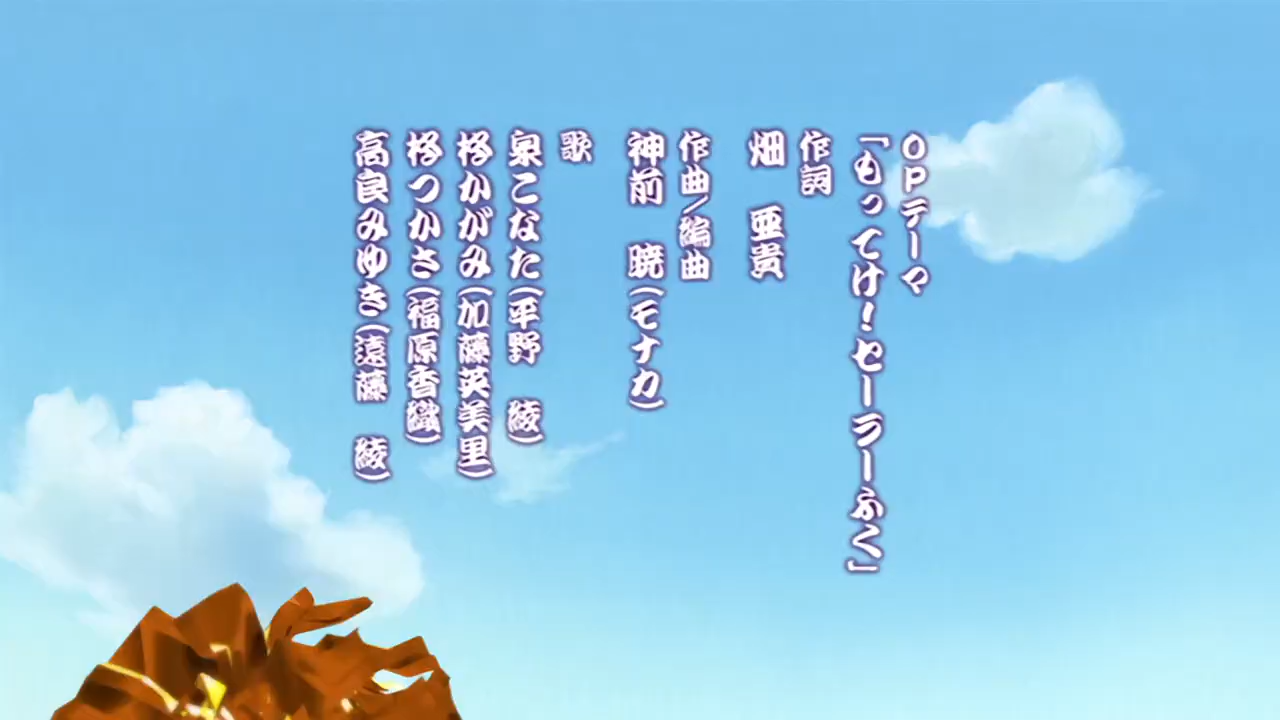 OPテーマ
「もってけ！セーラーふく」
作詞
畑　亜貴
作曲／編曲
神前　暁(モナカ)
歌
泉こなた(平野　綾)
柊かがみ(加藤英美里)
柊つかさ(福原香織)
高良みゆき(遠藤　綾)